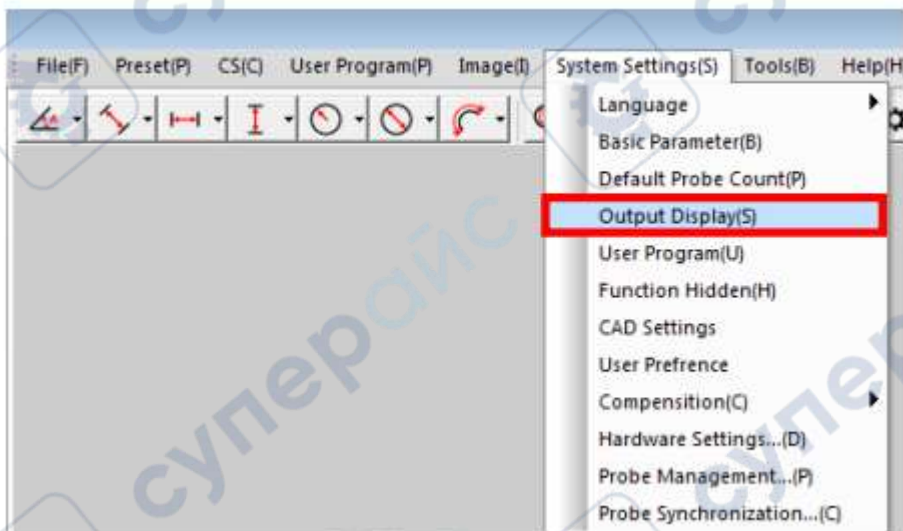 File(F) Preset(P) CS(C) User Program(P) Image(I) System Settings(S) Tools(B) Help(H
Language
Basic Parameter(B)
Default Probe Count(P)
Output Display(S)
User Program(U)
Function Hidden(H)
CAD Settings
User Prefrence
Compensition(C)
Hardware Settings...(D)
Probe Management...(P)
Probe Synchronization...(C)
суперайс